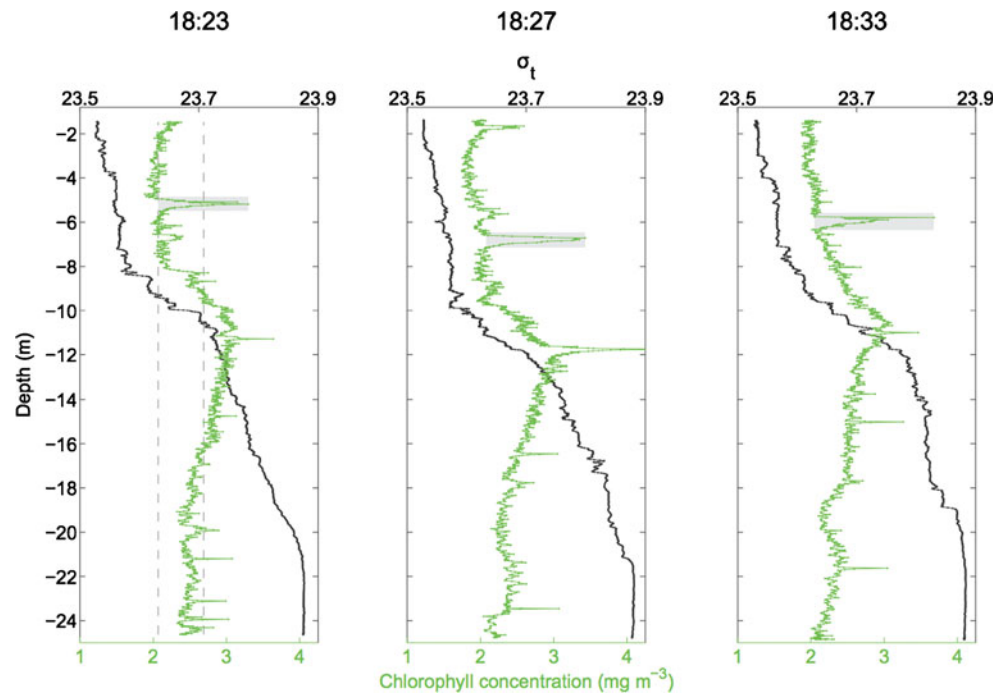 18:23 18:27 18:33
σt
23.5 23.7 23.9 23.5 23.7 23.9 23.5 23.7 23.9
−2
−4
−6
−8
−10
−12
−14
−16
−18
−20
−22
−24
Depth (m)
1 2 3 4 1 2 3 4 1 2 3 4
Chlorophyll concentration (mg m−3)